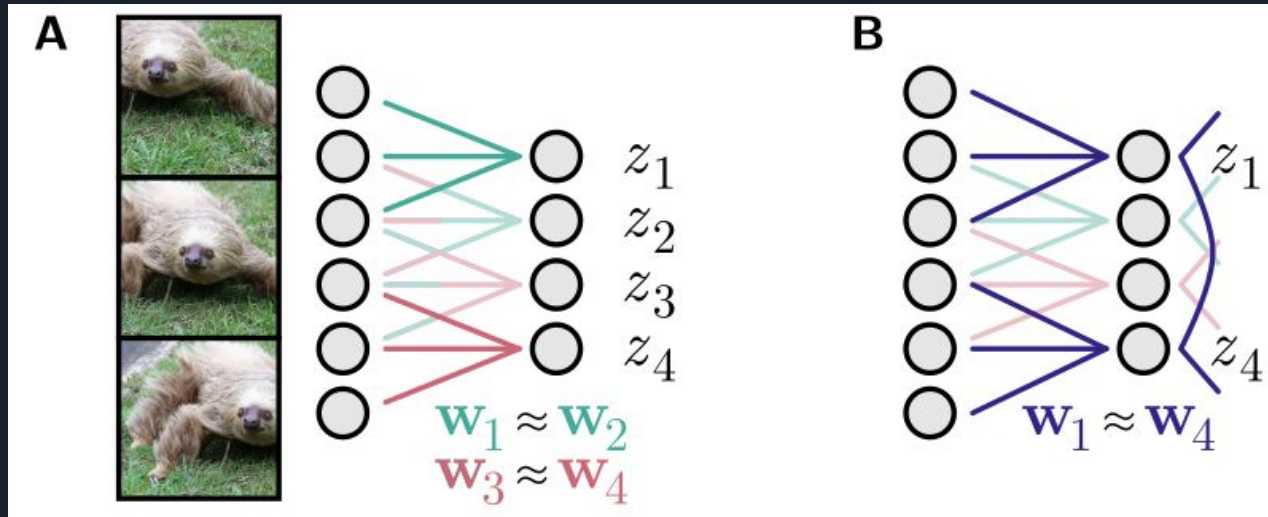 A
B
z₁
z₂
z₃
z₄
w₁ ≈ w₂
w₃ ≈ w₄
z₁
z₄
w₁ ≈ w₄